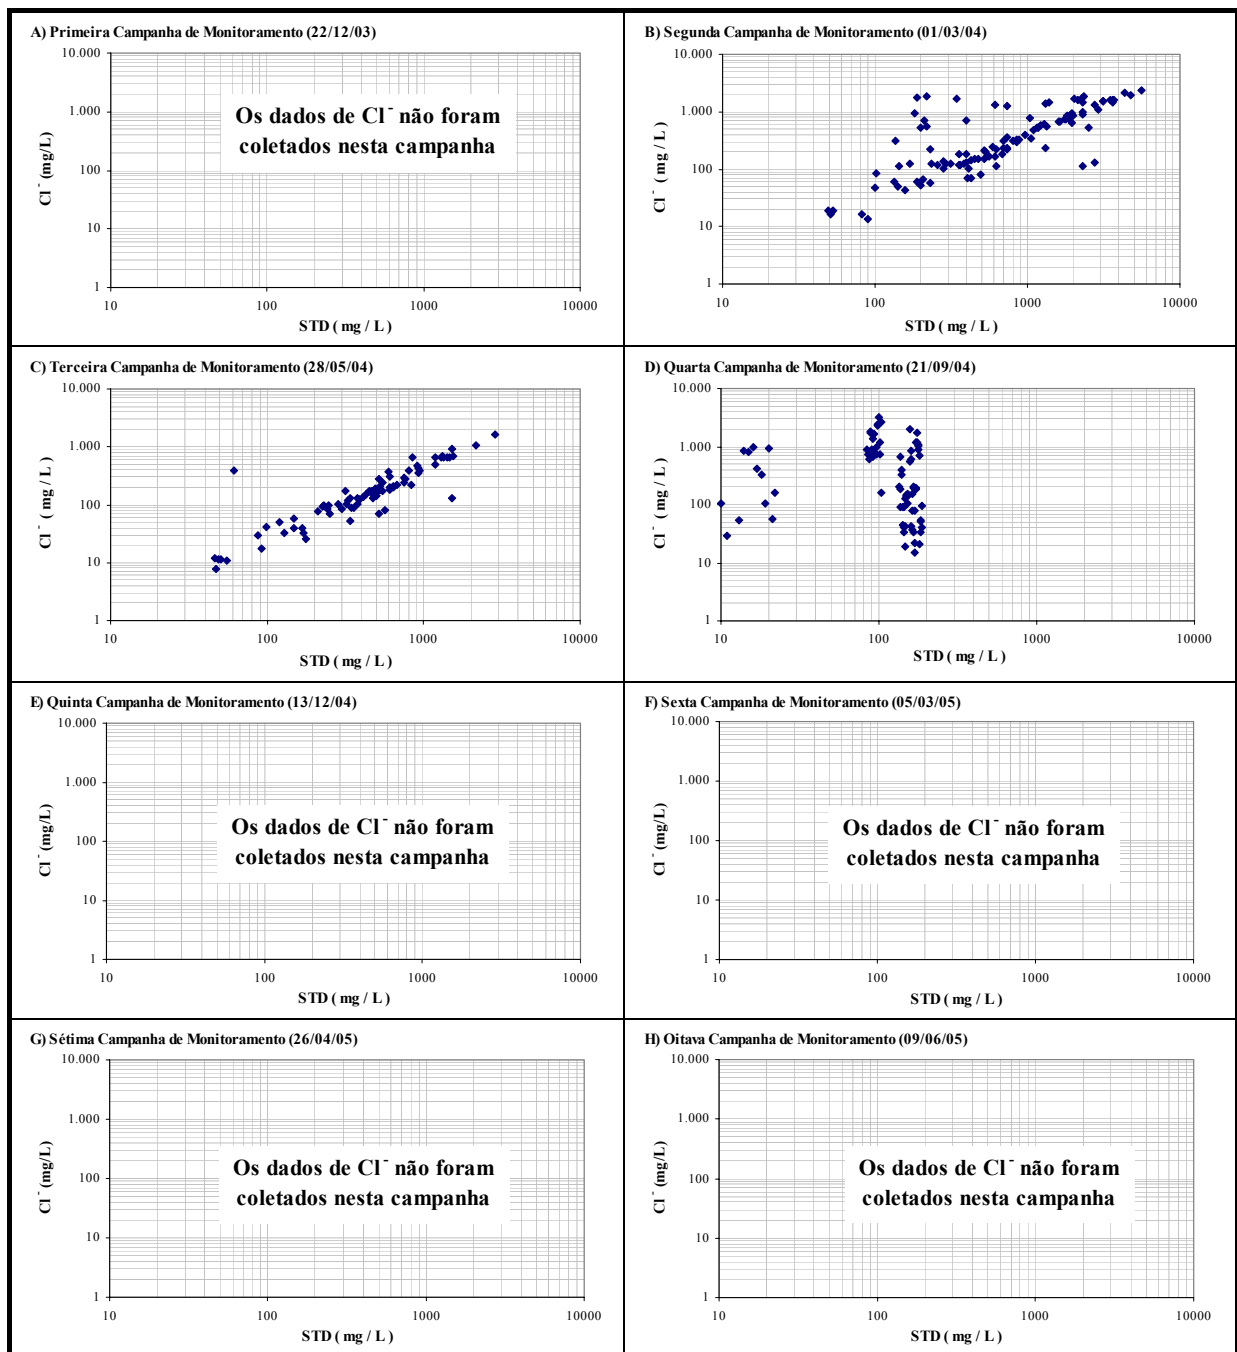 A) Primeira Campanha de Monitoramento (22/12/03)
10.000
1.000
100
10
1
Cl⁻ (mg/L)
Os dados de Cl⁻ não foram
coletados nesta campanha
10 100 1000 10000
STD ( mg / L )
B) Segunda Campanha de Monitoramento (01/03/04)
10.000
1.000
100
10
1
Cl⁻ ( mg / L )
10 100 1000 10000
STD ( mg / L )
C) Terceira Campanha de Monitoramento (28/05/04)
10.000
1.000
100
10
1
Cl⁻ ( mg / L )
10 100 1000 10000
STD ( mg / L )
D) Quarta Campanha de Monitoramento (21/09/04)
10.000
1.000
100
10
1
Cl⁻ ( mg / L )
10 100 1000 10000
STD ( mg / L )
E) Quinta Campanha de Monitoramento (13/12/04)
10.000
1.000
100
10
1
Cl⁻ (mg/L)
Os dados de Cl⁻ não foram
coletados nesta campanha
10 100 1000 10000
STD ( mg / L )
F) Sexta Campanha de Monitoramento (05/03/05)
10.000
1.000
100
10
1
Cl⁻ (mg/L)
Os dados de Cl⁻ não foram
coletados nesta campanha
10 100 1000 10000
STD ( mg / L )
G) Sétima Campanha de Monitoramento (26/04/05)
10.000
1.000
100
10
1
Cl⁻ (mg/L)
Os dados de Cl⁻ não foram
coletados nesta campanha
10 100 1000 10000
STD ( mg / L )
H) Oitava Campanha de Monitoramento (09/06/05)
10.000
1.000
100
10
1
Cl⁻ (mg/L)
Os dados de Cl⁻ não foram
coletados nesta campanha
10 100 1000 10000
STD ( mg / L )